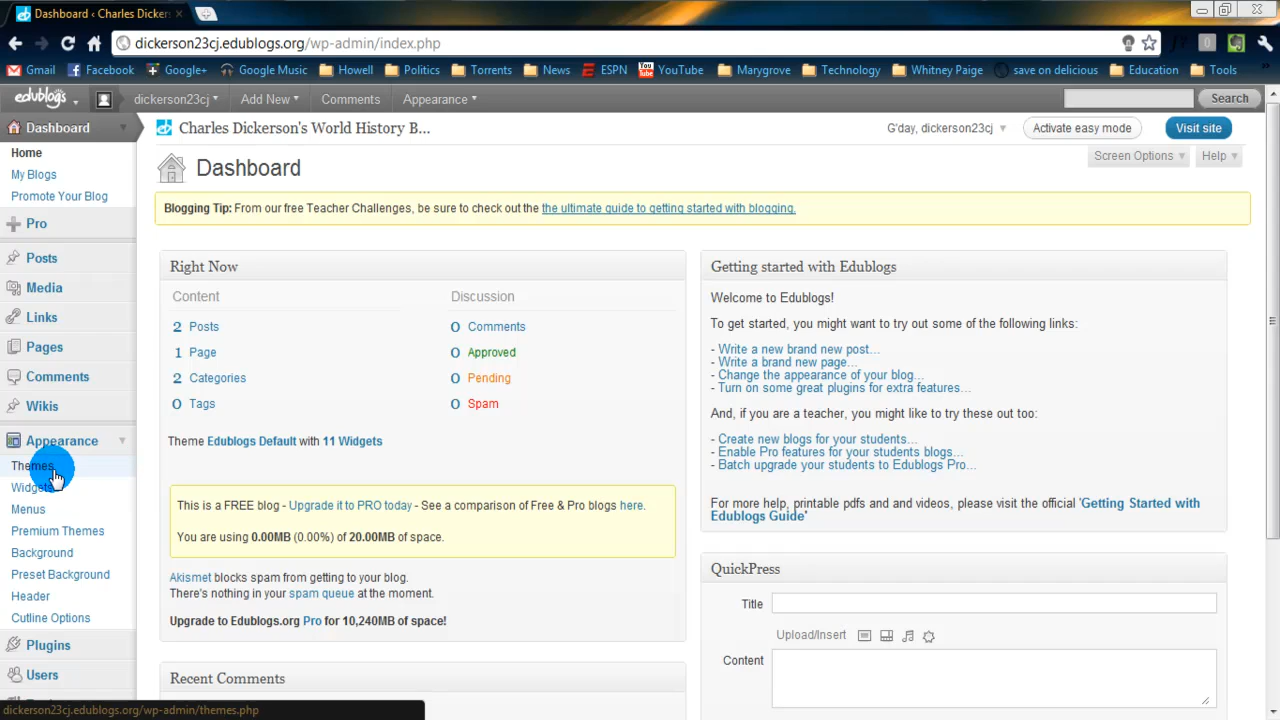 Dashboard ‹ Charles Dickers
dickerson23cj.edublogs.org/wp-admin/index.php
Gmail Facebook Google+ Google Music Howell Politics Torrents News ESPN YouTube Marygrove Technology Whitney Paige save on delicious Education Tools
edublogs dickerson23cj Add New Comments Appearance Search
Dashboard
Home
My Blogs
Promote Your Blog
Pro
Posts
Media
Links
Pages
Comments
Wikis
Appearance
Themes
Widgets
Menus
Premium Themes
Background
Preset Background
Header
Cutline Options
Plugins
Users
dickerson23cj.edublogs.org/wp-admin/themes.php
Charles Dickerson's World History B... G'day, dickerson23cj Activate easy mode Visit site
Screen Options Help
Dashboard
Blogging Tip: From our free Teacher Challenges, be sure to check out the the ultimate guide to getting started with blogging.
Right Now
Content Discussion
2 Posts 0 Comments
1 Page 0 Approved
2 Categories 0 Pending
0 Tags 0 Spam
Theme Edublogs Default with 11 Widgets
This is a FREE blog - Upgrade it to PRO today - See a comparison of Free & Pro blogs here.
You are using 0.00MB (0.00%) of 20.00MB of space.
Akismet blocks spam from getting to your blog.
There's nothing in your spam queue at the moment.
Upgrade to Edublogs.org Pro for 10,240MB of space!
Recent Comments
Getting started with Edublogs
Welcome to Edublogs!
To get started, you might want to try out some of the following links:
- Write a new brand new post...
- Write a brand new page...
- Change the appearance of your blog...
- Turn on some great plugins for extra features...
And, if you are a teacher, you might like to try these out too:
- Create new blogs for your students...
- Enable Pro features for your students blogs...
- Batch upgrade your students to Edublogs Pro...
For more help, printable pdfs and and videos, please visit the official 'Getting Started with
Edublogs Guide'
QuickPress
Title
Upload/Insert
Content